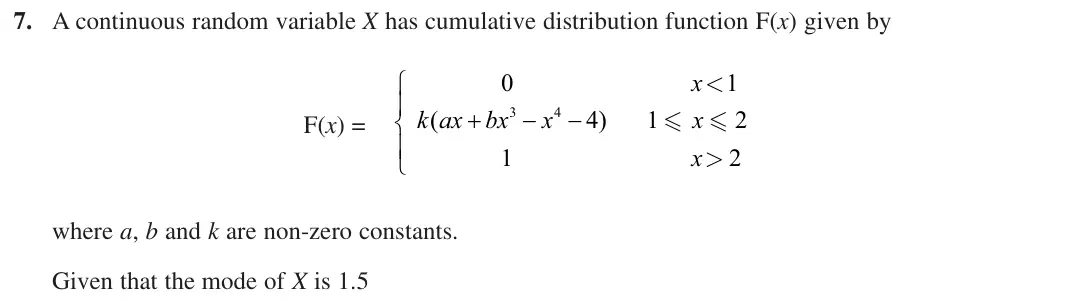 7. A continuous random variable X has cumulative distribution function F(x) given by
0 x < 1
F(x) = { k(ax + bx³ − x⁴ − 4) 1 ⩽ x ⩽ 2
1 x > 2
where a, b and k are non-zero constants.
Given that the mode of X is 1.5